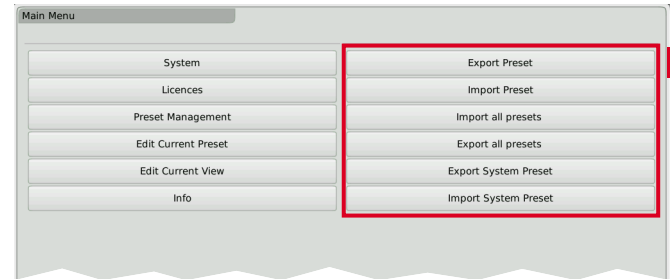 Main Menu
System
Export Preset
Licences
Import Preset
Preset Management
Import all presets
Edit Current Preset
Export all presets
Edit Current View
Export System Preset
Info
Import System Preset